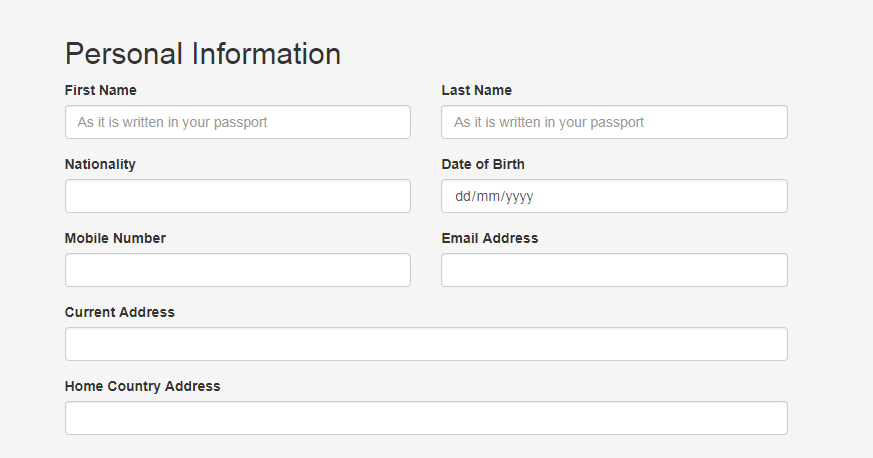 Personal Information
First Name
Last Name
As it is written in your passport
As it is written in your passport
Nationality
Date of Birth
dd/mm/yyyy
Mobile Number
Email Address
Current Address
Home Country Address